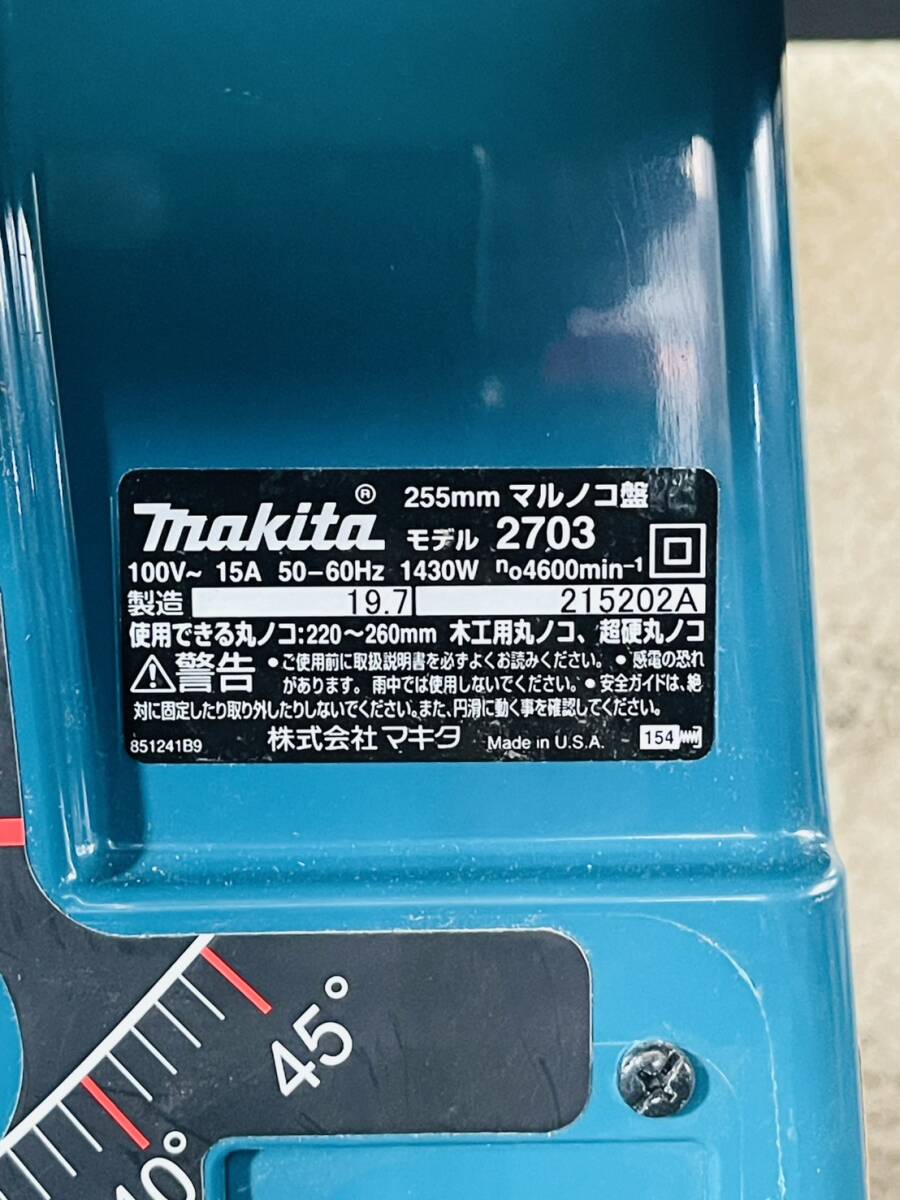 makita® 255mm マルノコ盤
モデル 2703
100V~ 15A 50-60Hz 1430W no4600min-1
製造 19.7 215202A
使用できる丸ノコ:220~260mm 木工用丸ノコ、超硬丸ノコ
⚠警告 ●ご使用前に取扱説明書を必ずよくお読みください。 ●感電の恐れ
があります。雨中では使用しないでください。●安全ガイドは、絶
対に固定したり取り外したりしないでください。また、円滑に動く事を確認してください。
851241B9 株式会社マキタ Made in U.S.A. 154
45°
40°